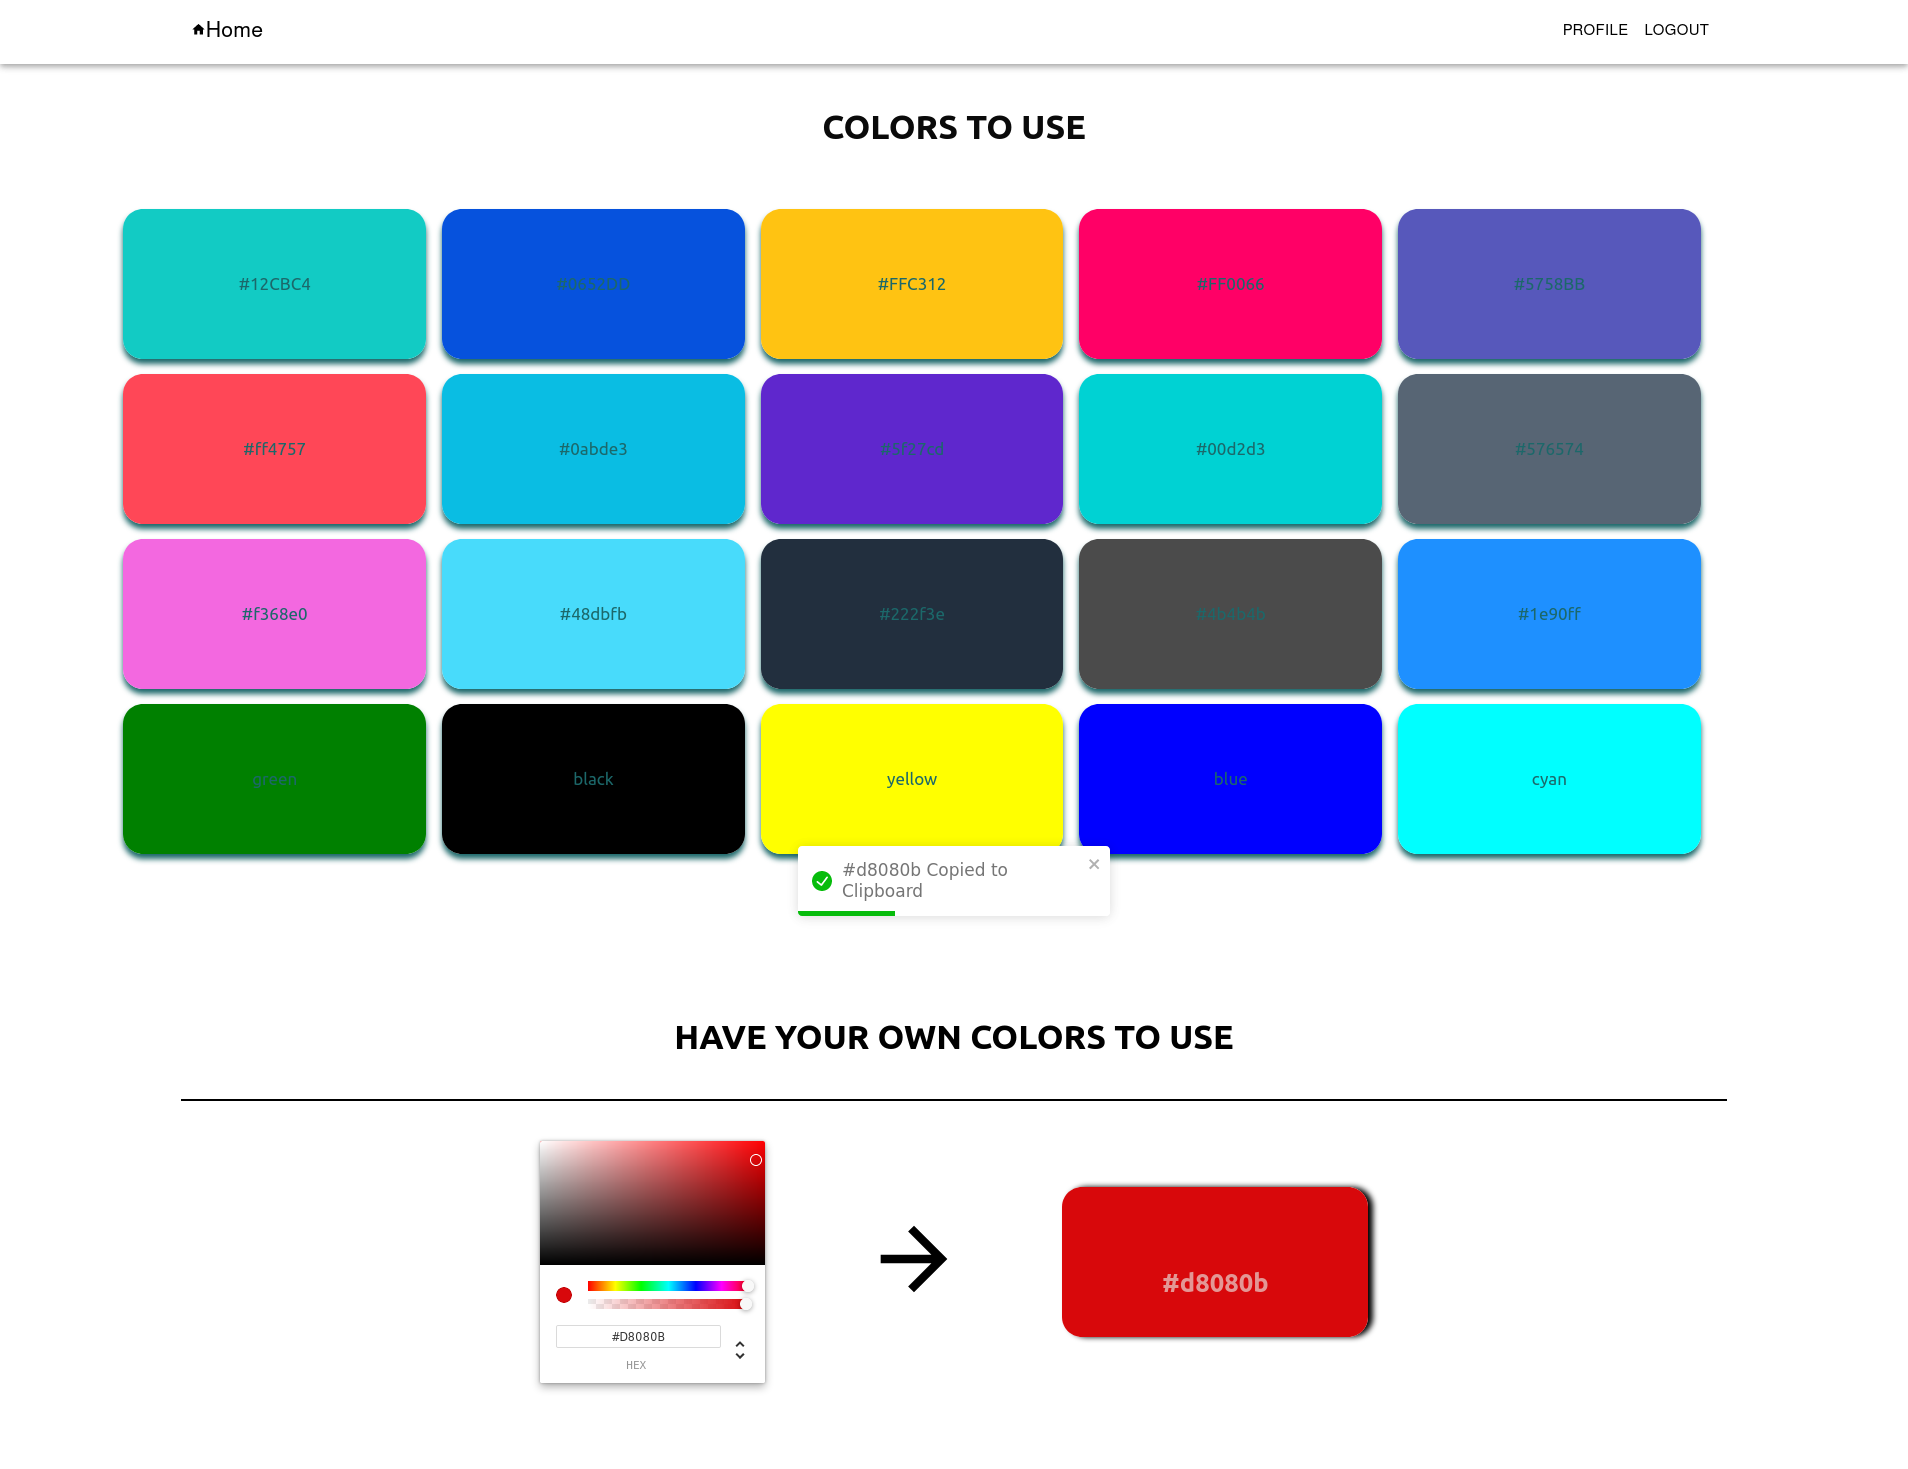 Home
PROFILE LOGOUT
COLORS TO USE
#12CBC4 #0652DD #FFC312 #FF0066 #5758BB
#ff4757 #0abde3 #5f27cd #00d2d3 #576574
#f368e0 #48dbfb #222f3e #4b4b4b #1e90ff
green black yellow blue cyan
#d8080b Copied to
Clipboard
HAVE YOUR OWN COLORS TO USE
#d8080b
#D8080B
HEX